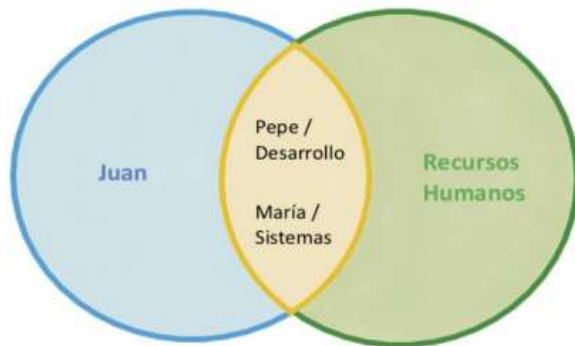 Juan
Pepe /
Desarrollo
María /
Sistemas
Recursos
Humanos